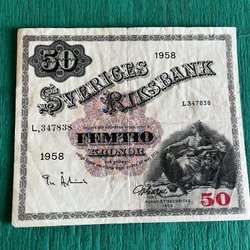 50
SVERIGES
RIKSBANK
1958
L,347838
L,347838
FEMTIO
KRONOR
1958
50